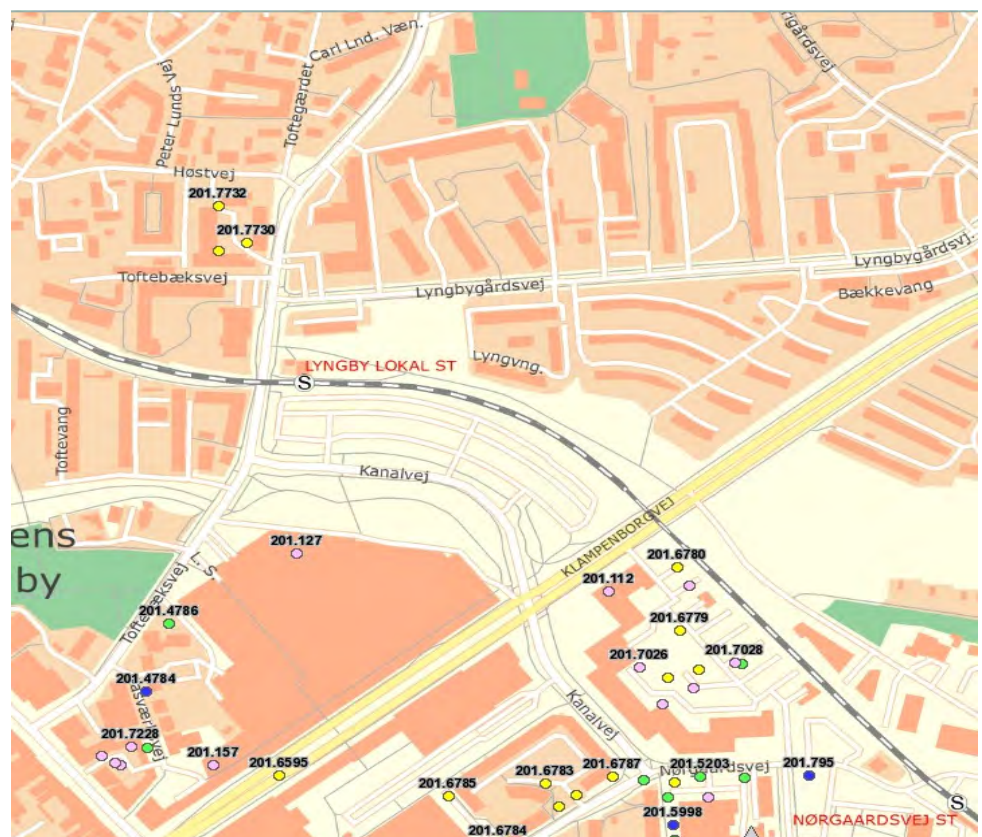 Carl Lnd. Væn.
Peter Lunds Vej
Toftegærdet
Høstvej
201.7732
201.7730
Toftebæksvej
Lyngbygårdsvej
Lyngbygårdsvj.
Bækkevang
LYNGBY LOKAL ST
S
Lyngvng.
Toftevang
Kanalvej
KLAMPENBORGVEJ
ens
by
201.127
L. S.
Toftebæksvej
201.4786
201.6780
201.112
201.6779
201.7026
201.7028
201.4784
Kanalvej
201.7228
201.157
201.6595
201.6785
201.6783
201.6787
Nørgaardsvej
201.5203
201.795
S
201.5998
NØRGAARDSVEJ ST
201.6784